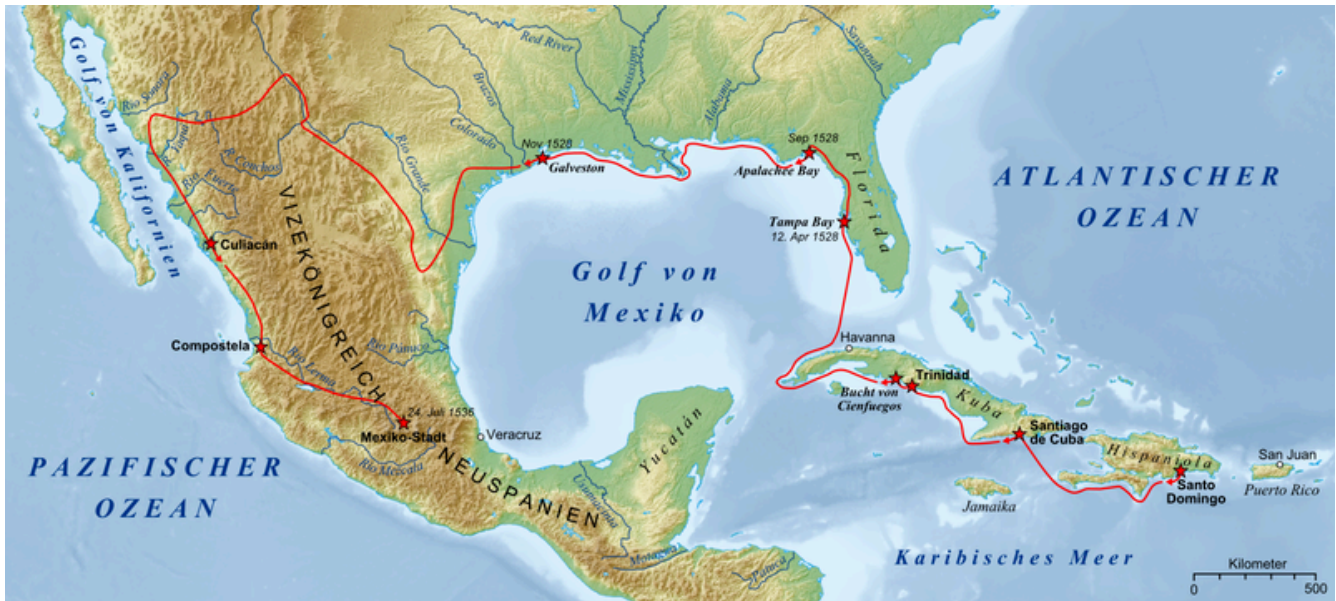 Golf von Kalifornien
Rio Sonora
Yaqui
R. Conchos
Rio Fuerte
Culiacán
Compostela
Rio Lerma
24. Juli 1536
Mexiko-Stadt
Rio Mezcala
VIZEKÖNIGREICH
NEUSPANIEN
Rio Pánuco
Veracruz
Usumacinta
Motagua
Patuca
Yucatán
PAZIFISCHER
OZEAN
Red River
Brazos
Colorado
Rio Grande
Nov 1528
Galveston
Mississippi
Alabama
Savannah
Sep 1528
Apalachee Bay
Florida
Tampa Bay
12. Apr 1528
Golf von
Mexiko
ATLANTISCHER
OZEAN
Havanna
Trinidad
Bucht von
Cienfuegos
Kuba
Santiago
de Cuba
Hispaniola
Santo
Domingo
San Juan
Puerto Rico
Jamaika
Karibisches Meer
Kilometer
0
500